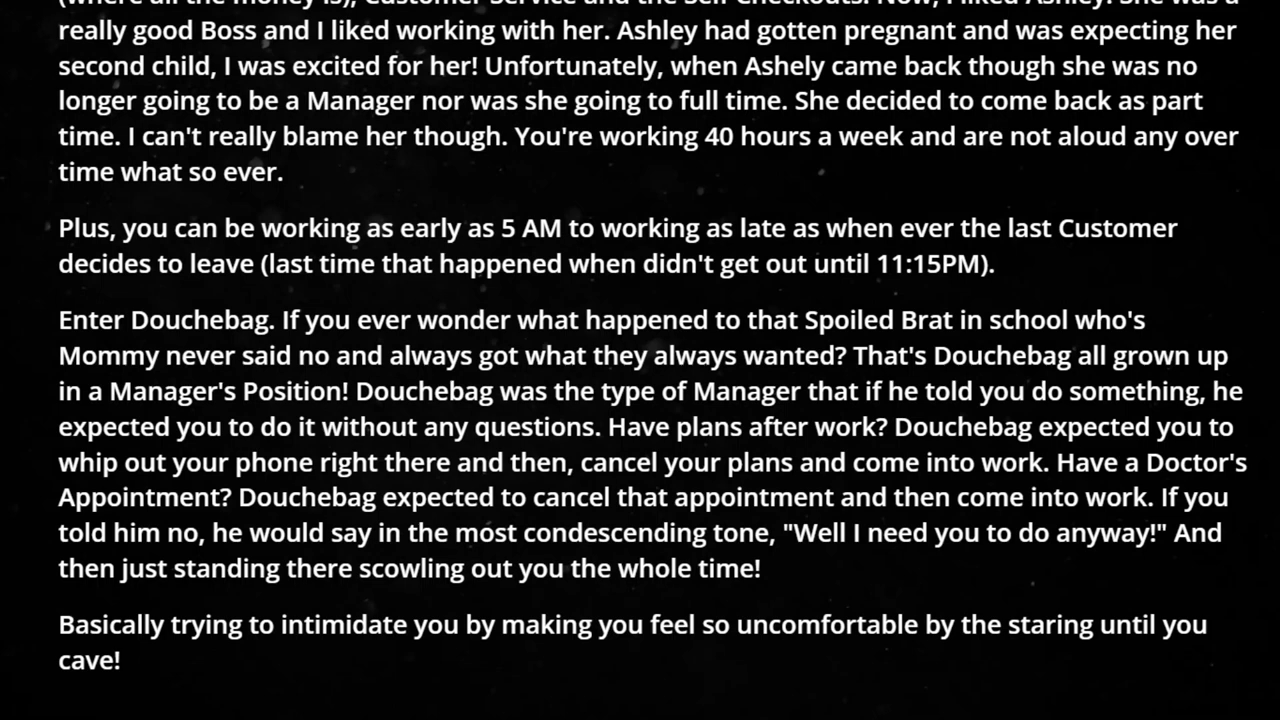 (where all the money is), Customer Service and the Self Checkouts. Now, I liked Ashley. She was a
really good Boss and I liked working with her. Ashley had gotten pregnant and was expecting her
second child, I was excited for her! Unfortunately, when Ashely came back though she was no
longer going to be a Manager nor was she going to full time. She decided to come back as part
time. I can't really blame her though. You're working 40 hours a week and are not aloud any over
time what so ever.
Plus, you can be working as early as 5 AM to working as late as when ever the last Customer
decides to leave (last time that happened when didn't get out until 11:15PM).
Enter Douchebag. If you ever wonder what happened to that Spoiled Brat in school who's
Mommy never said no and always got what they always wanted? That's Douchebag all grown up
in a Manager's Position! Douchebag was the type of Manager that if he told you do something, he
expected you to do it without any questions. Have plans after work? Douchebag expected you to
whip out your phone right there and then, cancel your plans and come into work. Have a Doctor's
Appointment? Douchebag expected to cancel that appointment and then come into work. If you
told him no, he would say in the most condescending tone, "Well I need you to do anyway!" And
then just standing there scowling out you the whole time!
Basically trying to intimidate you by making you feel so uncomfortable by the staring until you
cave!